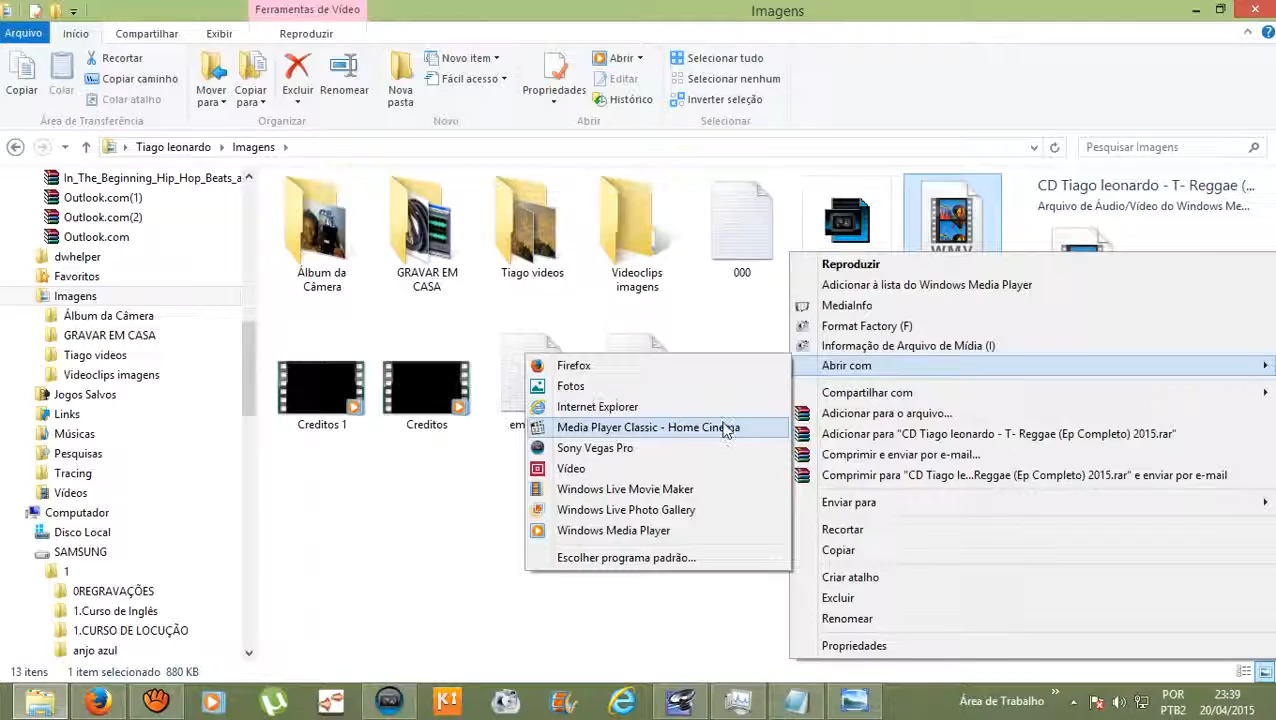 Ferramentas de Vídeo
Imagens
Arquivo
Início
Compartilhar
Exibir
Reproduzir
Copiar
Colar
Recortar
Copiar caminho
Colar atalho
Área de Transferência
Mover para
Copiar para
Excluir
Renomear
Organizar
Nova pasta
Novo item
Fácil acesso
Novo
Propriedades
Abrir
Editar
Histórico
Abrir
Selecionar tudo
Selecionar nenhum
Inverter seleção
Selecionar
Tiago leonardo
Imagens
Pesquisar Imagens
In_The_Beginning_Hip_Hop_Beats_a
Outlook.com(1)
Outlook.com(2)
Outlook.com
dwhelper
Favoritos
Imagens
Álbum da Câmera
GRAVAR EM CASA
Tiago videos
Videoclips imagens
Jogos Salvos
Links
Músicas
Pesquisas
Tracing
Vídeos
Computador
Disco Local
SAMSUNG
1
0REGRAVAÇÕES
1.Curso de Inglês
1.CURSO DE LOCUÇÃO
anjo azul
Álbum da Câmera
GRAVAR EM CASA
Tiago videos
Videoclips imagens
000
WMV
CD Tiago leonardo - T- Reggae (...
Arquivo de Áudio/Vídeo do Windows Me...
Creditos 1
Creditos
em
Reproduzir
Adicionar à lista do Windows Media Player
MediaInfo
Format Factory (F)
Informação de Arquivo de Mídia (I)
Abrir com
Compartilhar com
Adicionar para o arquivo...
Adicionar para "CD Tiago leonardo - T- Reggae (Ep Completo) 2015.rar"
Comprimir e enviar por e-mail...
Comprimir para "CD Tiago le...Reggae (Ep Completo) 2015.rar" e enviar por e-mail
Enviar para
Recortar
Copiar
Criar atalho
Excluir
Renomear
Propriedades
Firefox
Fotos
Internet Explorer
Media Player Classic - Home Cinema
Sony Vegas Pro
Vídeo
Windows Live Movie Maker
Windows Live Photo Gallery
Windows Media Player
Escolher programa padrão...
13 itens
1 item selecionado 880 KB
K1
Área de Trabalho
POR
PTB2
23:39
20/04/2015